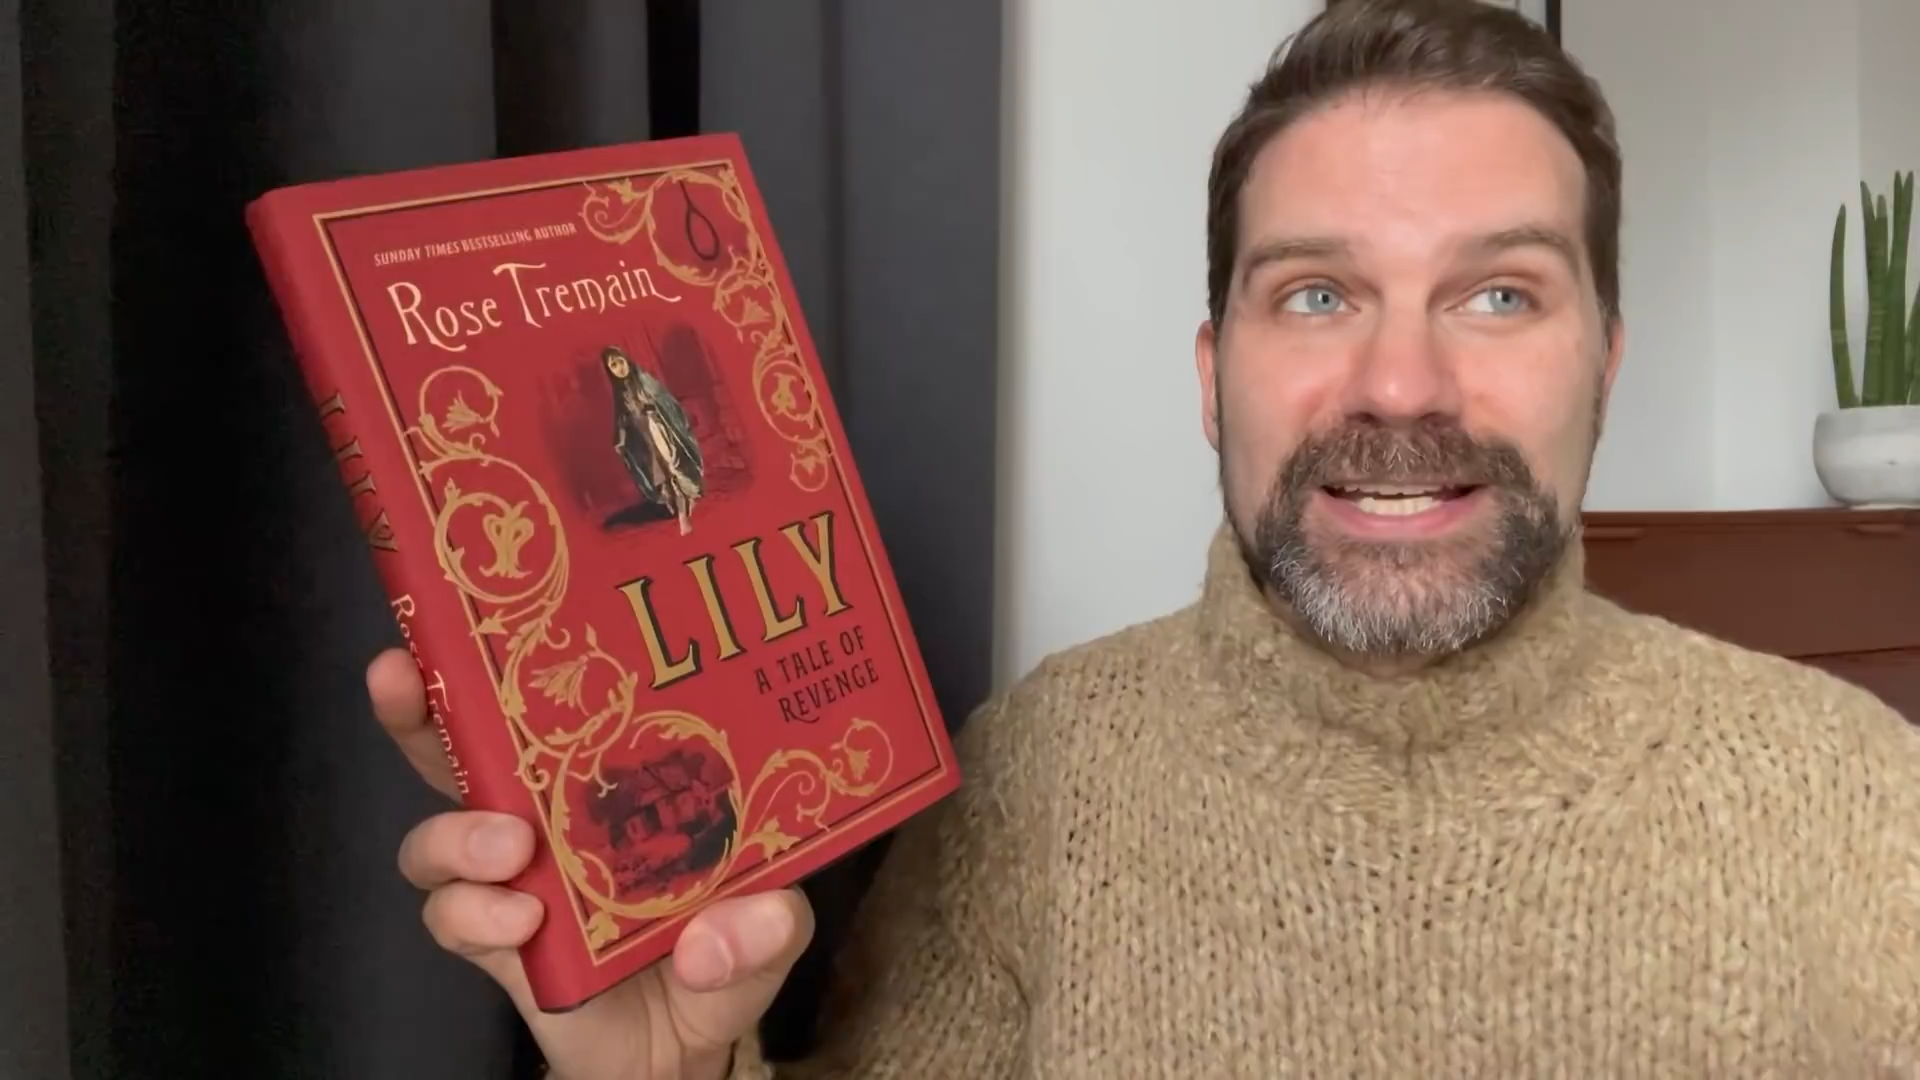 SUNDAY TIMES BESTSELLING AUTHOR
Rose Tremain
LILY
A TALE OF
REVENGE
LILY Rose Tremain